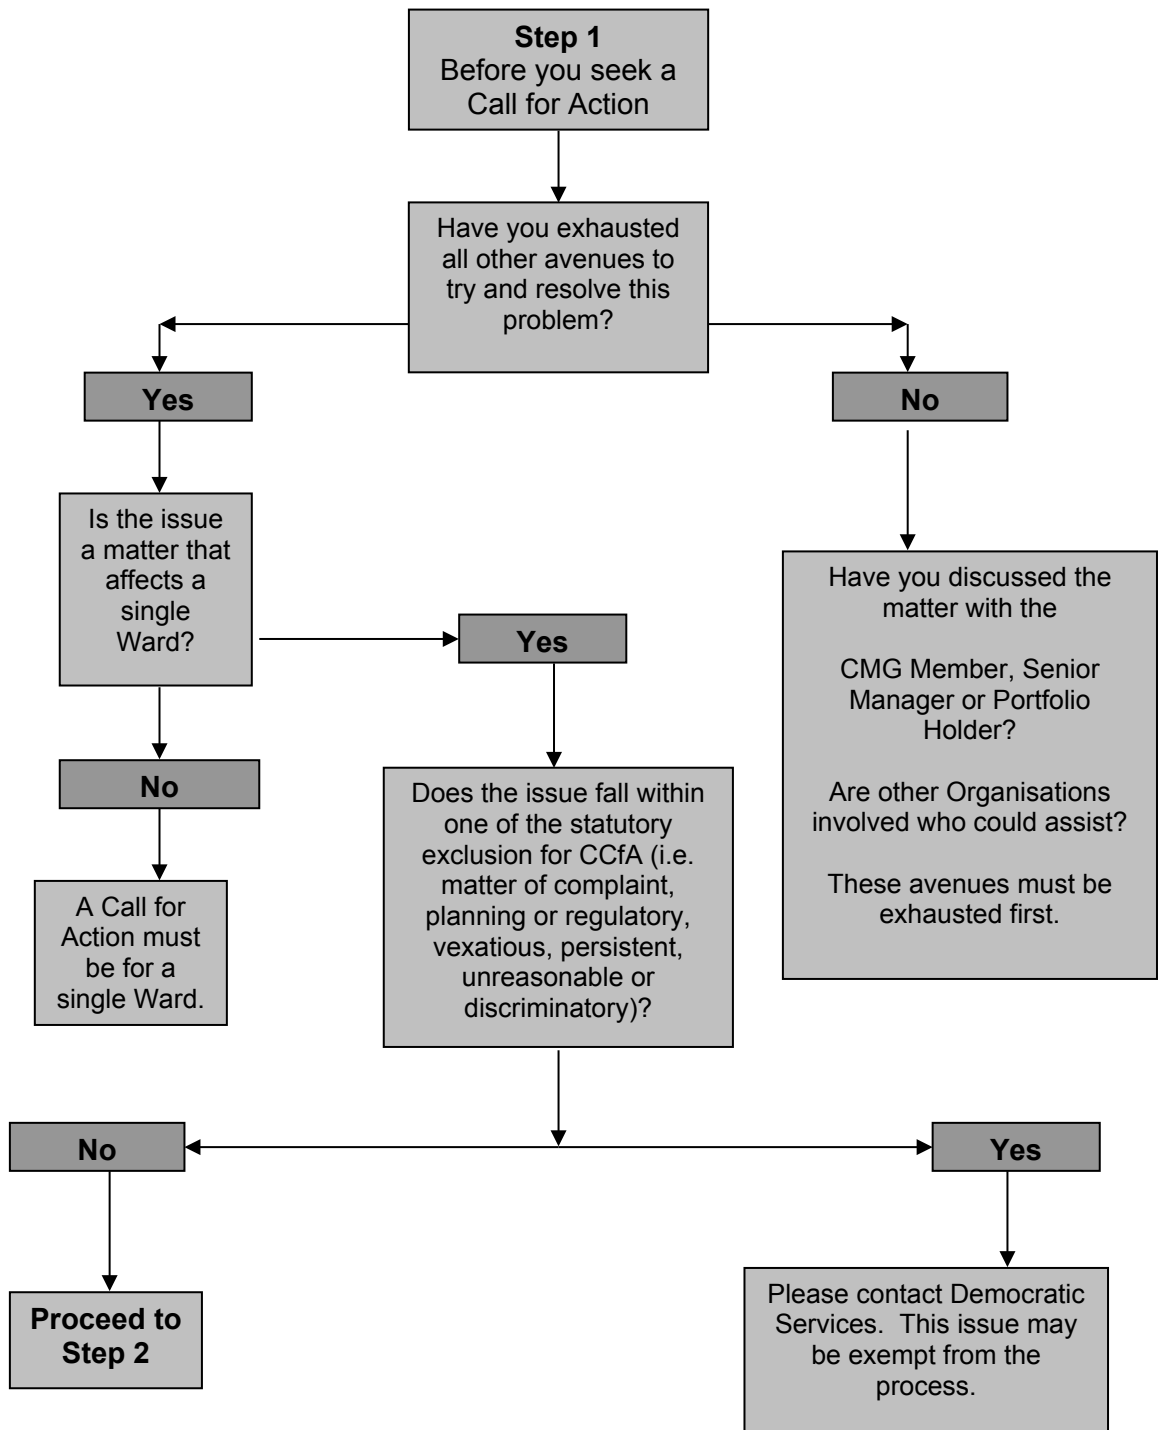 Step 1
Before you seek a
Call for Action
Have you exhausted
all other avenues to
try and resolve this
problem?
Yes
No
Is the issue
a matter that
affects a
single
Ward?
Yes
No
A Call for
Action must
be for a
single Ward.
Does the issue fall within
one of the statutory
exclusion for CCfA (i.e.
matter of complaint,
planning or regulatory,
vexatious, persistent,
unreasonable or
discriminatory)?
Have you discussed the
matter with the
CMG Member, Senior
Manager or Portfolio
Holder?
Are other Organisations
involved who could assist?
These avenues must be
exhausted first.
No
Yes
Proceed to
Step 2
Please contact Democratic
Services. This issue may
be exempt from the
process.